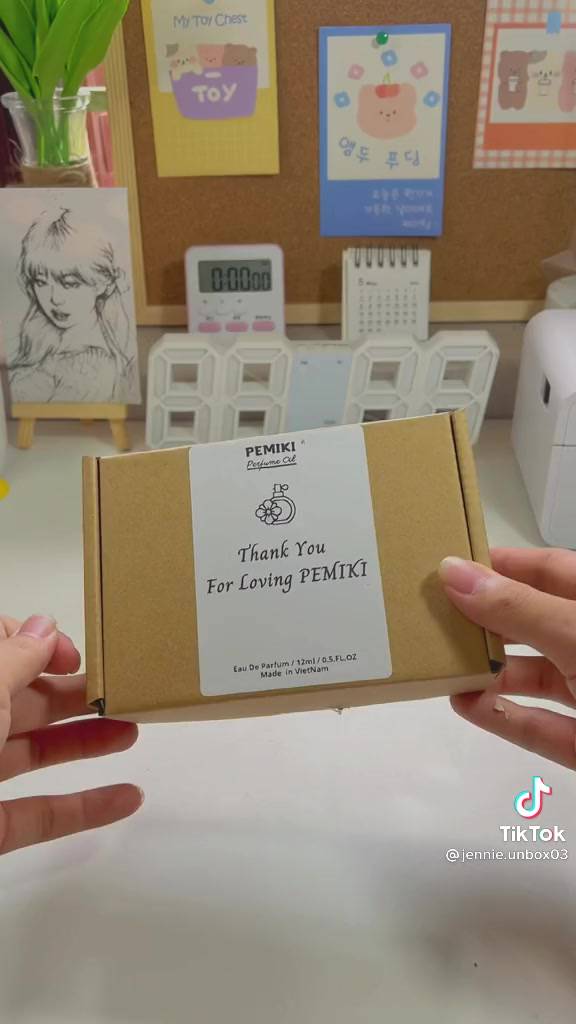 My Toy Chest
TOY
0:00 00
PEMIKI
Perfume Oil
Thank You
For Loving PEMIKI
Eau De Parfum / 12ml / 0.5.FL.OZ
Made in VietNam
TikTok
@jennie.unbox03